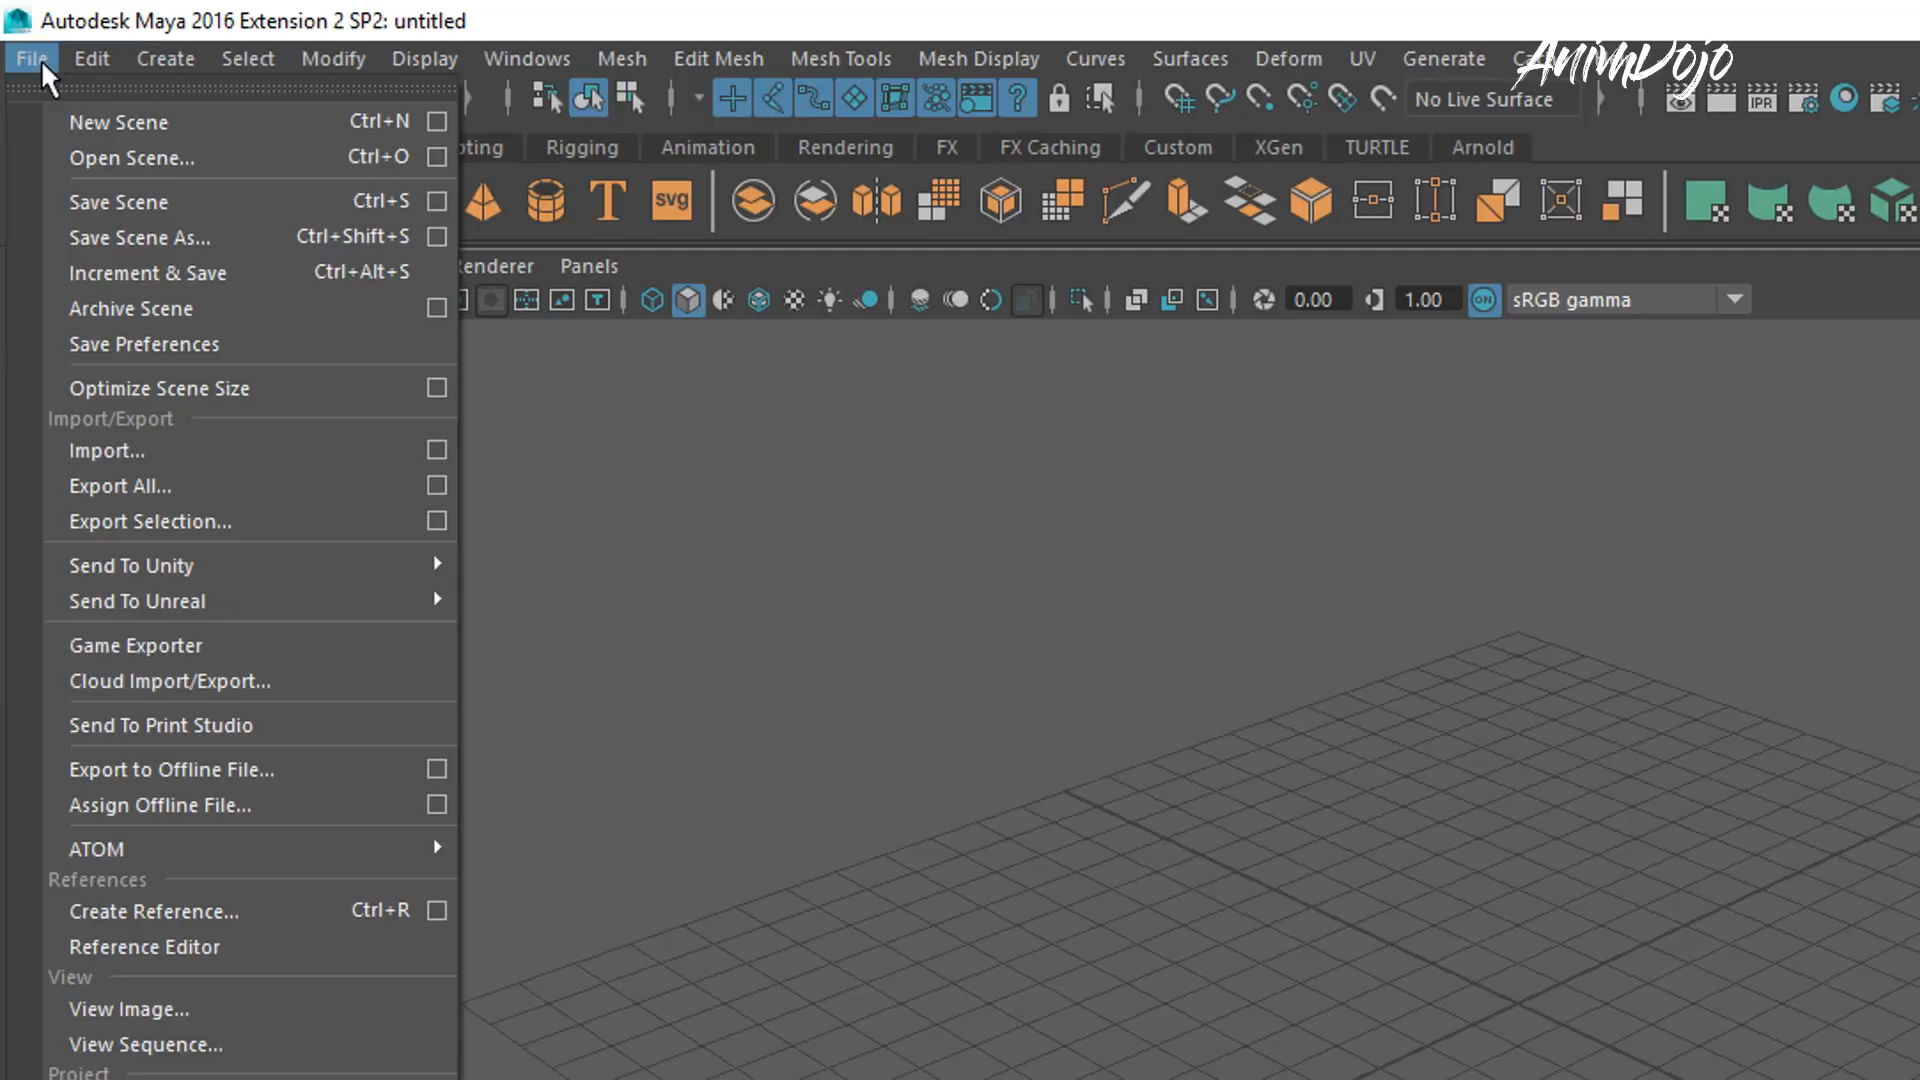 Autodesk Maya 2016 Extension 2 SP2: untitled
File Edit Create Select Modify Display Windows Mesh Edit Mesh Mesh Tools Mesh Display Curves Surfaces Deform UV Generate
AnimDojo
No Live Surface IPR
Rigging Animation Rendering FX FX Caching Custom XGen TURTLE Arnold
T svg
Panels
T 0.00 1.00 ON sRGB gamma
New Scene Ctrl+N
Open Scene... Ctrl+O
Save Scene Ctrl+S
Save Scene As... Ctrl+Shift+S
Increment & Save Ctrl+Alt+S
Archive Scene
Save Preferences
Optimize Scene Size
Import/Export
Import...
Export All...
Export Selection...
Send To Unity
Send To Unreal
Game Exporter
Cloud Import/Export...
Send To Print Studio
Export to Offline File...
Assign Offline File...
ATOM
References
Create Reference... Ctrl+R
Reference Editor
View
View Image...
View Sequence...
Project